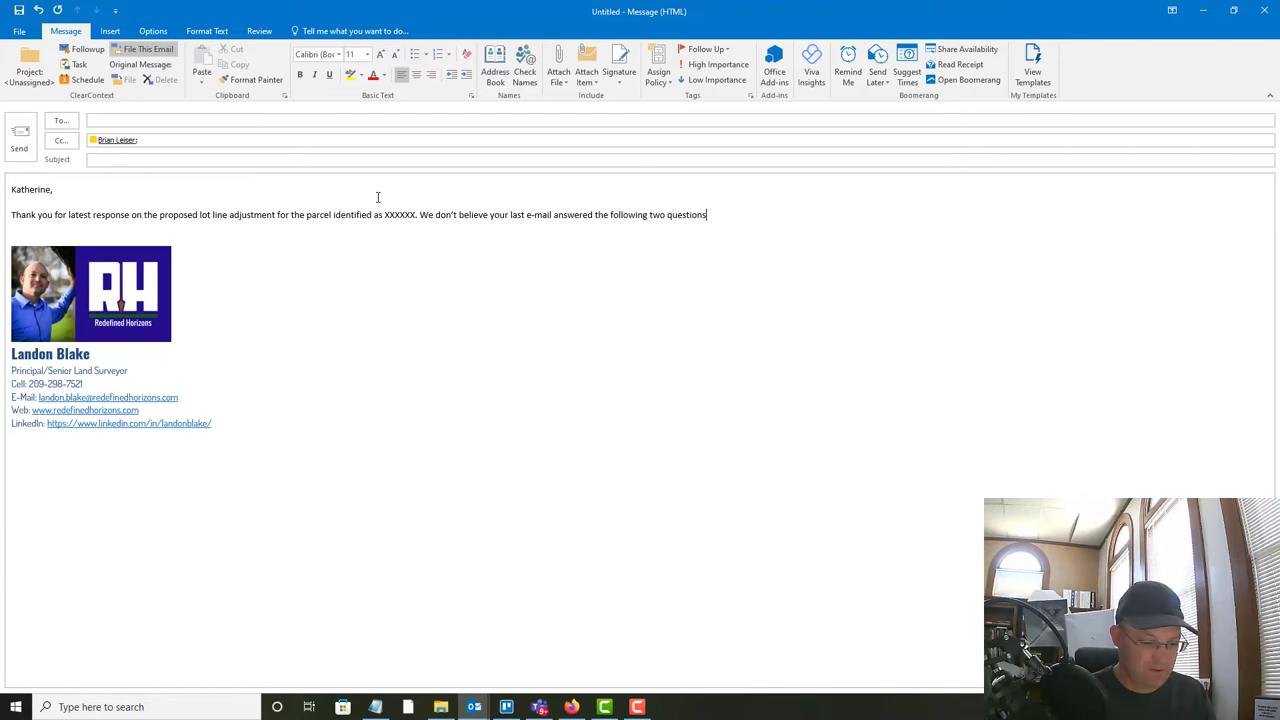 Untitled - Message (HTML)
File Message Insert Options Format Text Review Tell me what you want to do...
Project: <Unassigned>
Followup
Task
Schedule
File This Email
Original Message:
File Delete
ClearContext
Paste
Cut
Copy
Format Painter
Clipboard
Calibri (Boı 11
B I U
Basic Text
Address Book
Check Names
Names
Attach File
Attach Item
Signature
Include
Assign Policy
Follow Up
High Importance
Low Importance
Tags
Office Add-ins
Add-ins
Viva Insights
Remind Me
Send Later
Suggest Times
Share Availability
Read Receipt
Open Boomerang
Boomerang
View Templates
My Templates
Send
To...
Cc... Brian Leiser;
Subject
Katherine,
Thank you for latest response on the proposed lot line adjustment for the parcel identified as XXXXXX. We don't believe your last e-mail answered the following two questions
RH
Redefined Horizons
Landon Blake
Principal/Senior Land Surveyor
Cell: 209-298-7521
E-Mail: landon.blake@redefinedhorizons.com
Web: www.redefinedhorizons.com
LinkedIn: https://www.linkedin.com/in/landonblake/
Type here to search